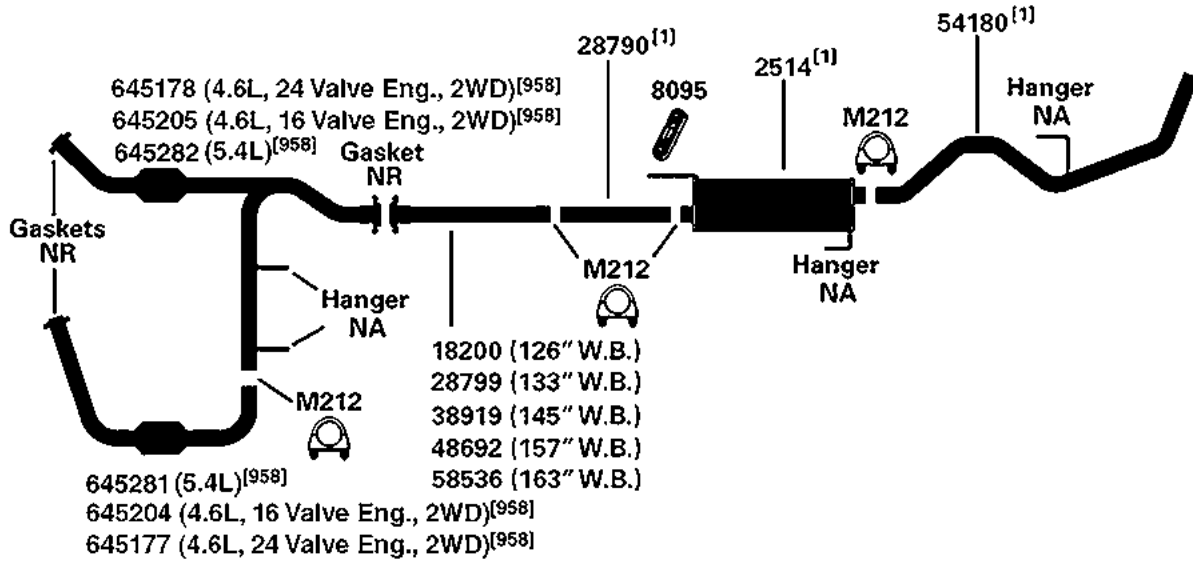 54180[1]
28790[1]
2514[1]
8095
Hanger
NA
M212
645178 (4.6L, 24 Valve Eng., 2WD)[958]
645205 (4.6L, 16 Valve Eng., 2WD)[958]
645282 (5.4L)[958]
Gasket
NR
Gaskets
NR
Hanger
NA
M212
Hanger
NA
M212
18200 (126" W.B.)
28799 (133" W.B.)
38919 (145" W.B.)
48692 (157" W.B.)
58536 (163" W.B.)
645281 (5.4L)[958]
645204 (4.6L, 16 Valve Eng., 2WD)[958]
645177 (4.6L, 24 Valve Eng., 2WD)[958]